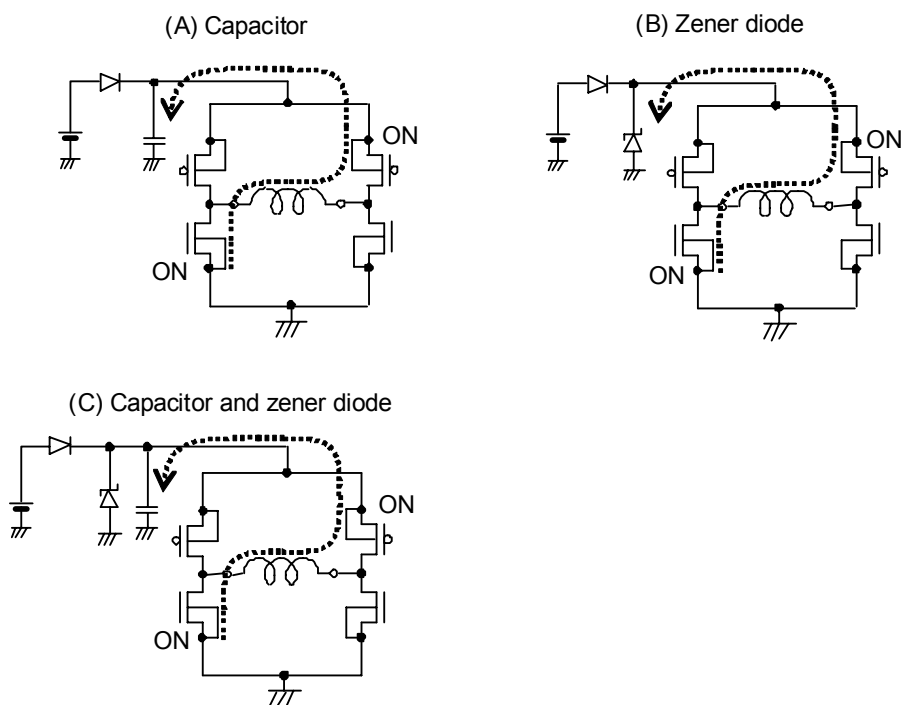 (A) Capacitor
(B) Zener diode
ON
ON
ON
ON
(C) Capacitor and zener diode
ON
ON